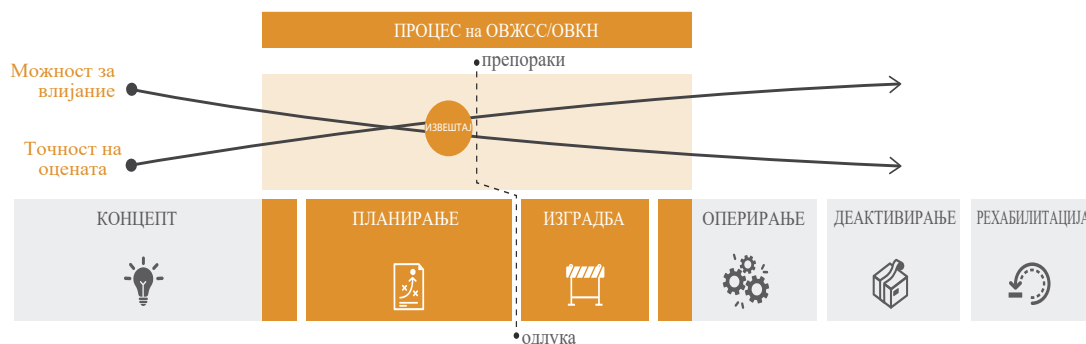 ПРОЦЕС на ОВЖСС/ОВКН
препораки
Можност за
влијание
ИЗВЕШТАЈ
Точност на
оцената
КОНЦЕПТ
ПЛАНИРАЊЕ
ИЗГРАДБА
ОПЕРИРАЊЕ
ДЕАКТИВИРАЊЕ
РЕХАБИЛИТАЦИЈА
одлука